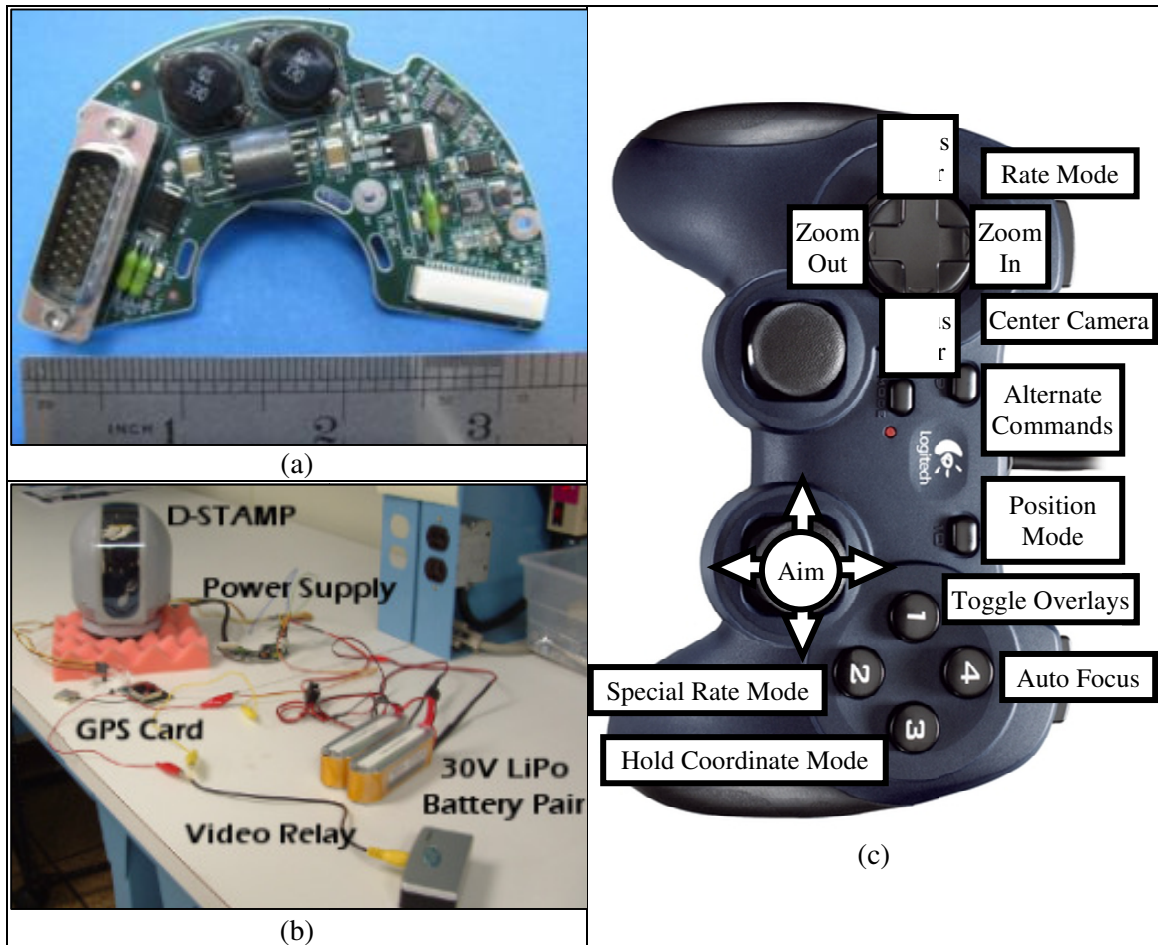 INCH 1 2 3
(a)
D-STAMP
Power Supply
GPS Card
30V LiPo
Battery Pair
Video Relay
(b)
s
r
Rate Mode
Zoom
Out
Zoom
In
s
r
Center Camera
Alternate
Commands
Logitech
Position
Mode
Aim
Toggle Overlays
1
2
4
3
Special Rate Mode
Auto Focus
Hold Coordinate Mode
(c)